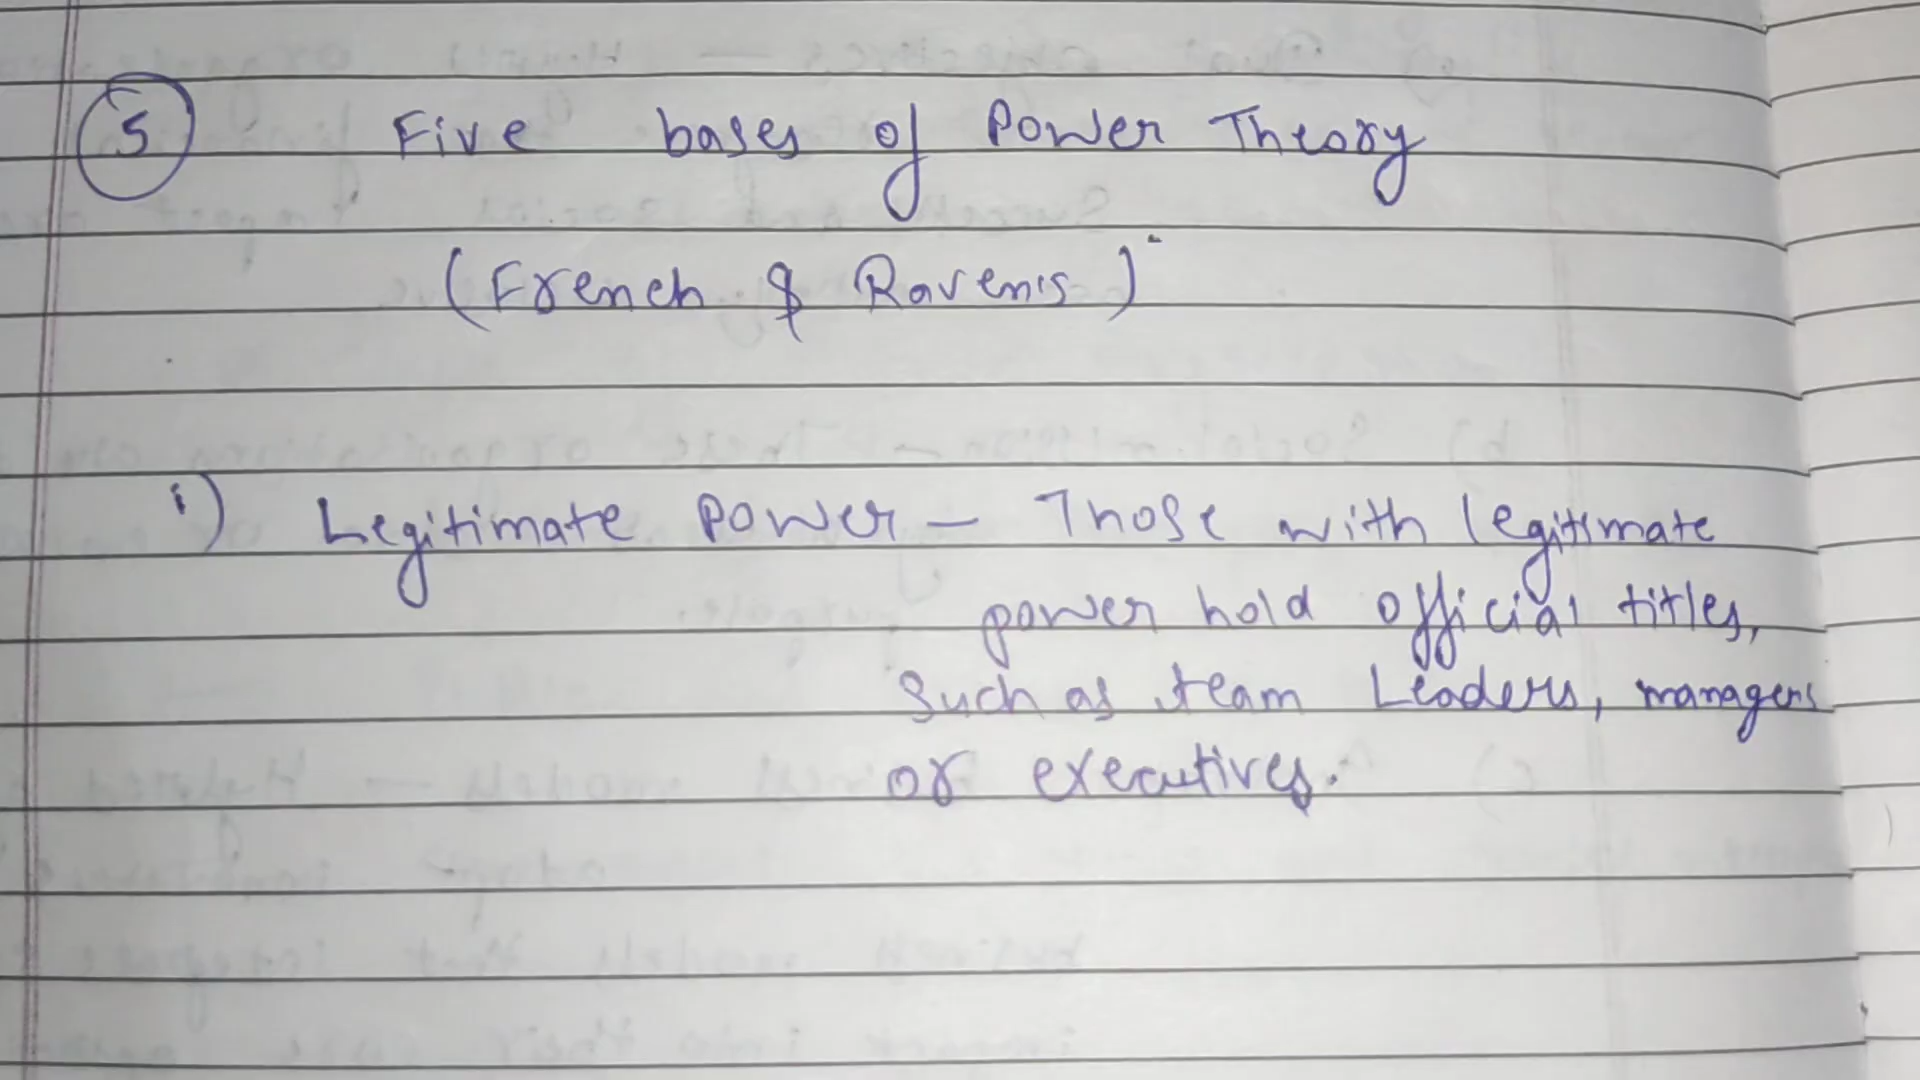 5 Five bases of Power Theory
(French & Raven's)
i) Legitimate Power - Those with legitimate
power hold official titles,
Such as team Leaders, managers
or executives.